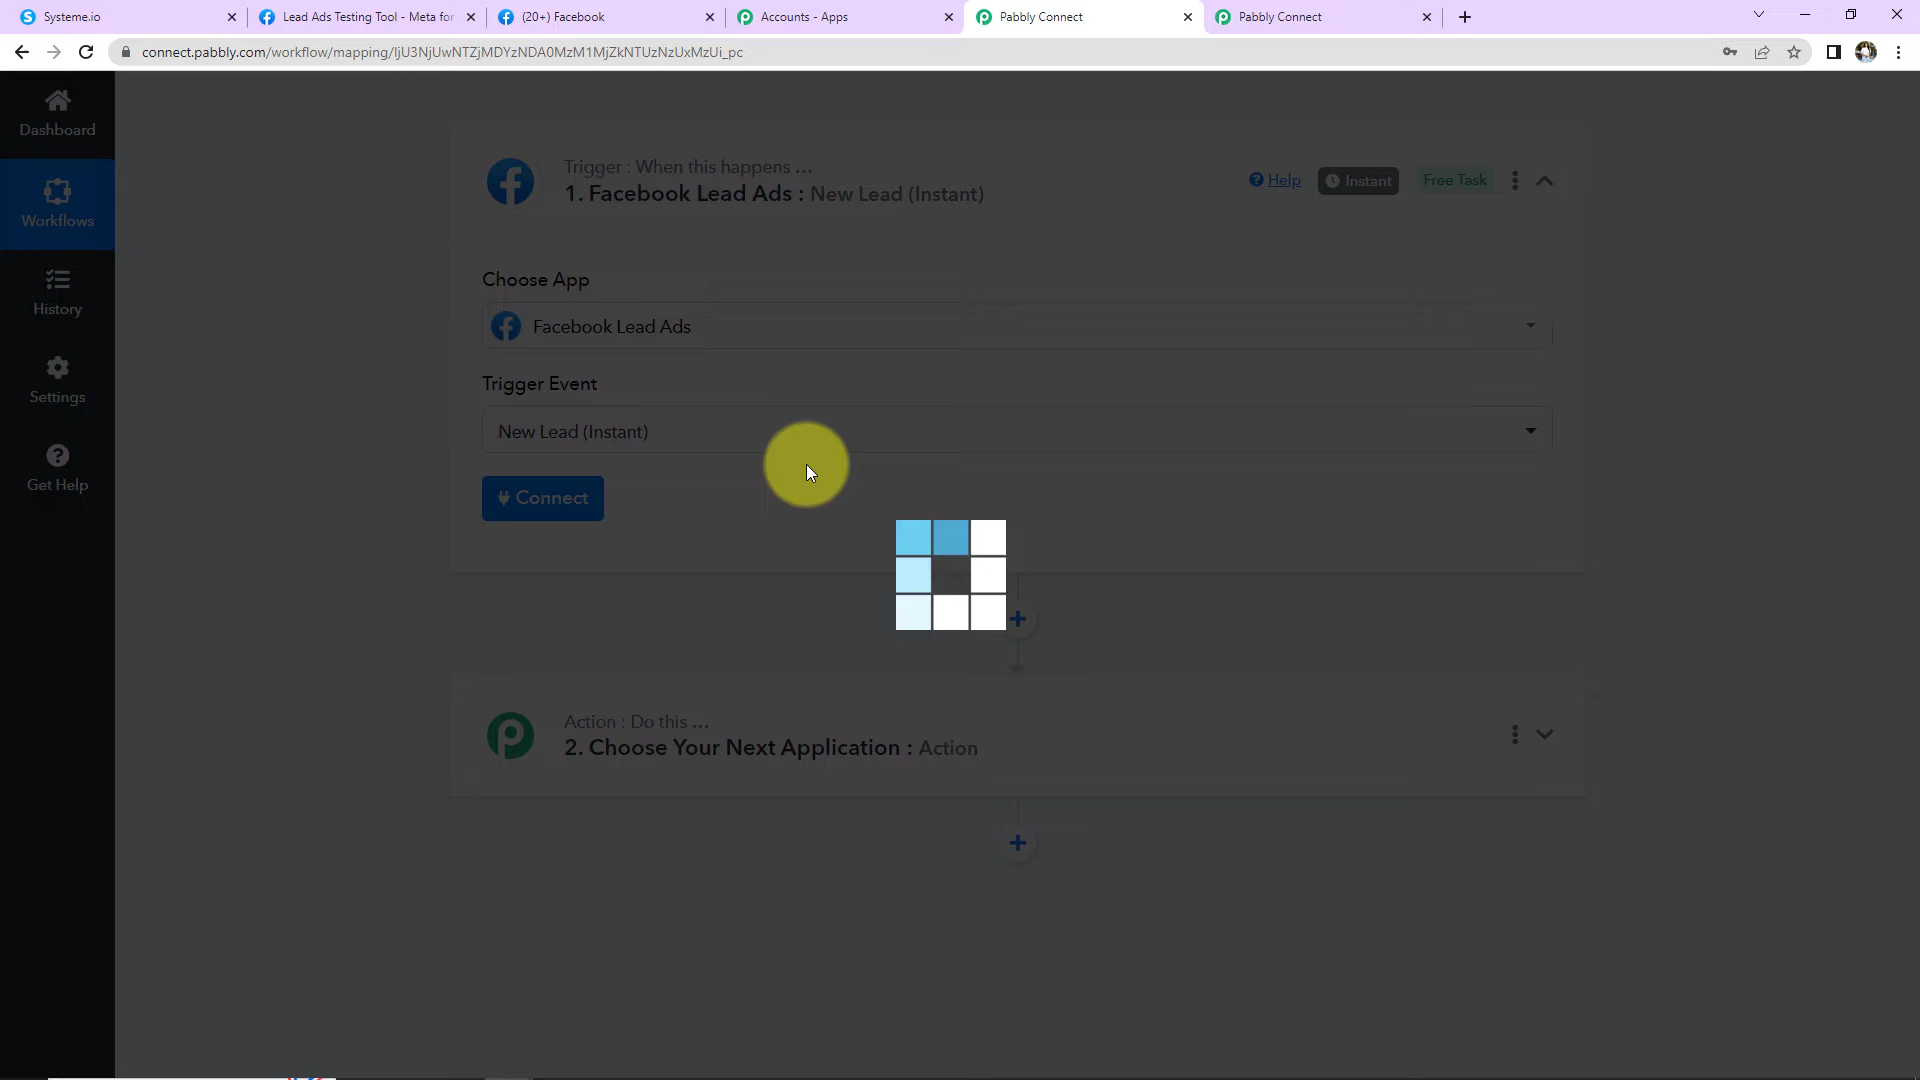 Systeme.io
Lead Ads Testing Tool - Meta for
(20+) Facebook
Accounts - Apps
Pabbly Connect
Pabbly Connect
connect.pabbly.com/workflow/mapping/IjU3NjUwNTZjMDYzNDA0MzM1MjZkNTUzNzUxMzUi_pc
Dashboard
Workflows
History
Settings
Get Help
Trigger : When this happens ...
1. Facebook Lead Ads : New Lead (Instant)
Help
Instant
Free Task
Choose App
Facebook Lead Ads
Trigger Event
New Lead (Instant)
Connect
Action : Do this ...
2. Choose Your Next Application : Action